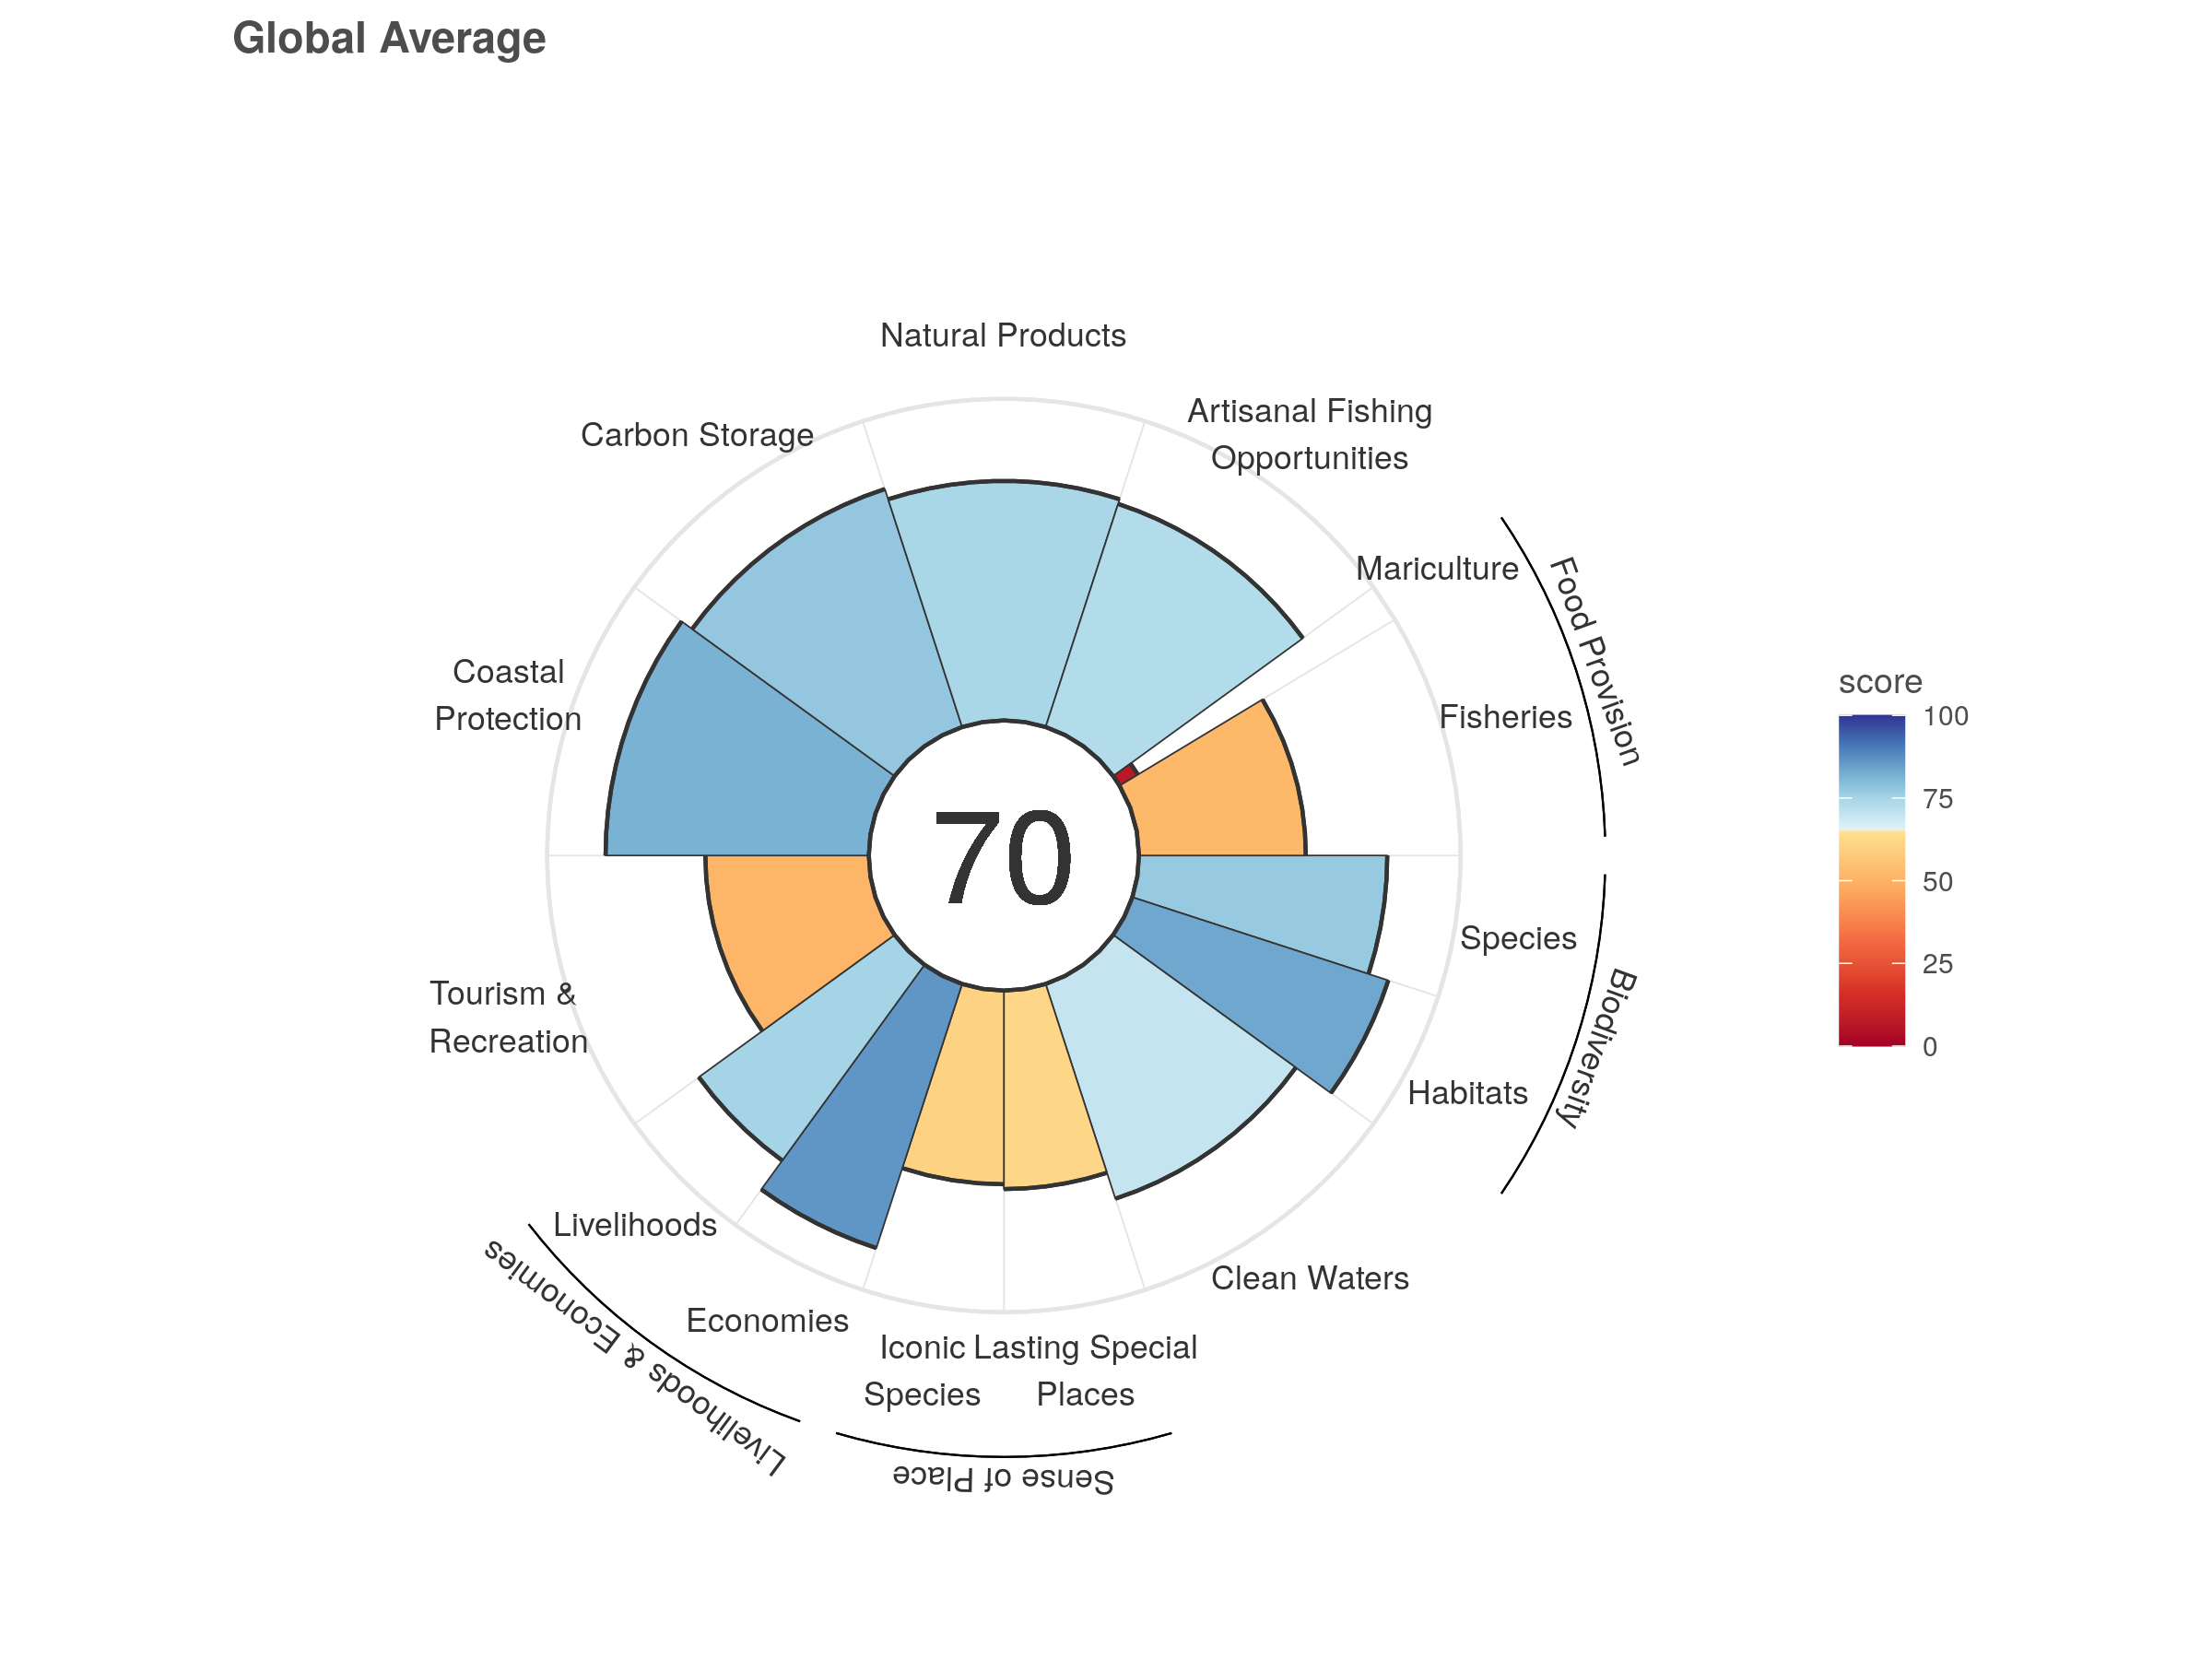 Global Average
Natural Products
Artisanal Fishing
Opportunities
Carbon Storage
Mariculture
Food Provision
Coastal
Protection
Fisheries
70
score
100
75
50
25
0
Species
Biodiversity
Tourism &
Recreation
Habitats
Livelihoods
Livelihoods & Economies
Clean Waters
Economies
Iconic
Species
Lasting Special
Places
Sense of Place